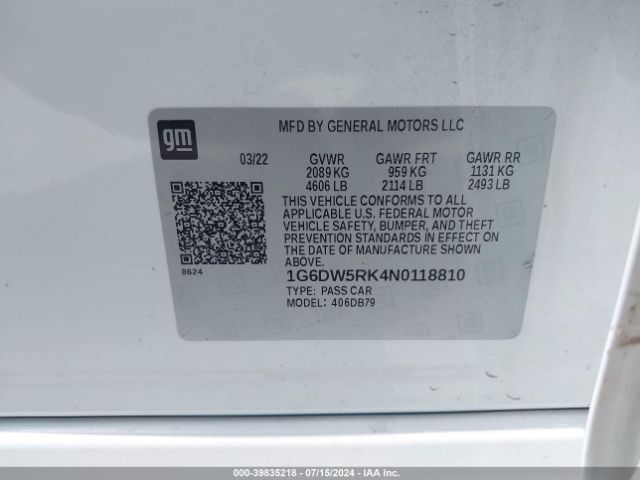 gm
MFD BY GENERAL MOTORS LLC
03/22 GVWR GAWR FRT GAWR RR
2089 KG 959 KG 1131 KG
4606 LB 2114 LB 2493 LB
THIS VEHICLE CONFORMS TO ALL
APPLICABLE U.S. FEDERAL MOTOR
VEHICLE SAFETY, BUMPER, AND THEFT
PREVENTION STANDARDS IN EFFECT ON
THE DATE OF MANUFACTURE SHOWN ABOVE.
8624
1G6DW5RK4N0118810
TYPE: PASS CAR
MODEL: 406DB79
000-39835218 - 07/15/2024 - IAA Inc.